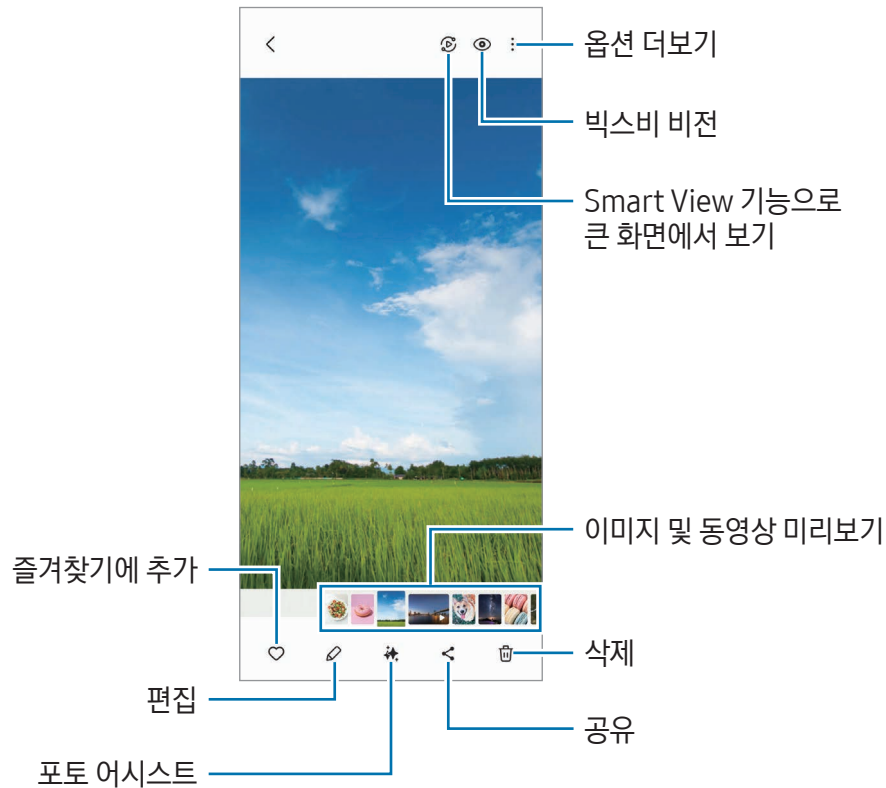 옵션 더보기
빅스비 비전
Smart View 기능으로
큰 화면에서 보기
이미지 및 동영상 미리보기
즐겨찾기에 추가
삭제
편집
공유
포토 어시스트